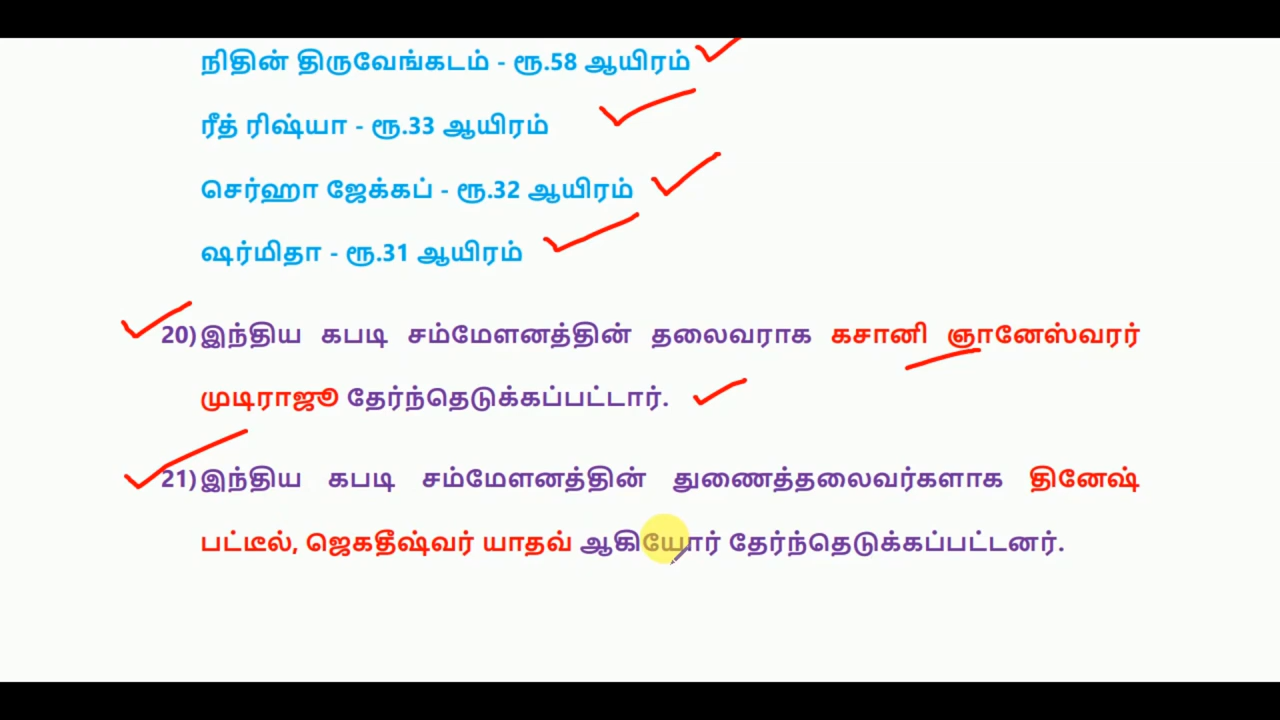 நிதின் திருவேங்கடம் - ரூ.58 ஆயிரம்
ரீத் ரிஷ்யா - ரூ.33 ஆயிரம்
செர்ஹா ஜேக்கப் - ரூ.32 ஆயிரம்
ஷர்மிதா - ரூ.31 ஆயிரம்
20) இந்திய கபடி சம்மேளனத்தின் தலைவராக கசானி ஞானேஸ்வரர்
முடிராஜூ தேர்ந்தெடுக்கப்பட்டார்.
21) இந்திய கபடி சம்மேளனத்தின் துணைத்தலைவர்களாக தினேஷ்
பட்டீல், ஜெகதீஷ்வர் யாதவ் ஆகியோர் தேர்ந்தெடுக்கப்பட்டனர்.